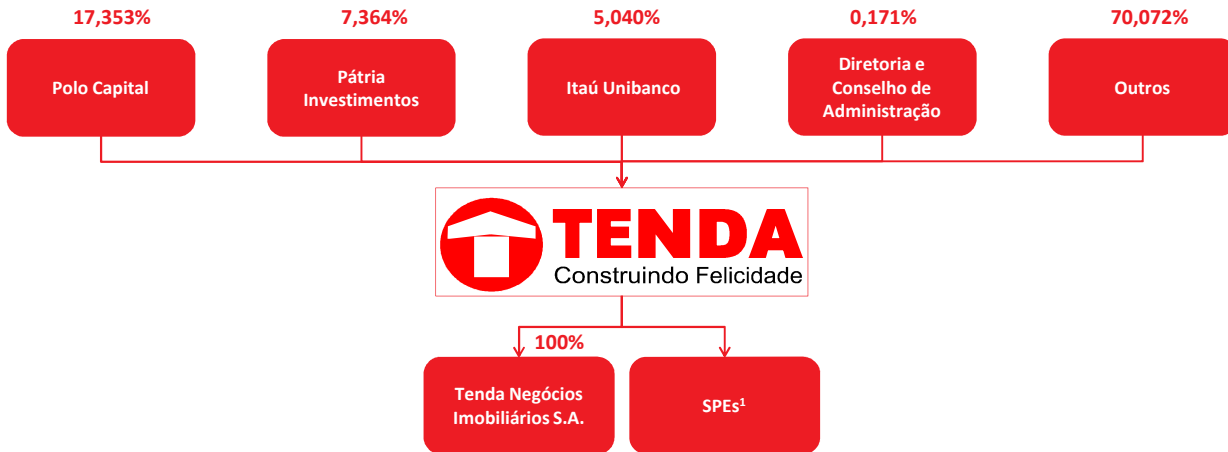 17,353%
7,364%
5,040%
0,171%
70,072%
Polo Capital
Pátria
Investimentos
Itaú Unibanco
Diretoria e
Conselho de
Administração
Outros
TENDA
Construindo Felicidade
100%
Tenda Negócios
Imobiliários S.A.
SPEs¹